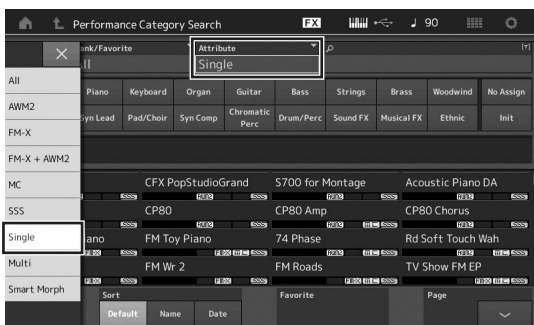 Performance Category Search
FX
90
ank/Favorite
ll
Attribute
Single
All
AWM2
FM-X
FM-X + AWM2
MC
SSS
Single
Multi
Smart Morph
Piano Keyboard Organ Guitar Bass Strings Brass Woodwind No Assign
Syn Lead Pad/Choir Syn Comp Chromatic Perc Drum/Perc Sound FX Musical FX Ethnic Init
CFX PopStudioGrand S700 for Montage Acoustic Piano DA
CP80 CP80 Amp CP80 Chorus
iano FM Toy Piano 74 Phase Rd Soft Touch Wah
FM Wr 2 FM Roads TV Show FM EP
Sort
Default Name Date
Favorite
Page